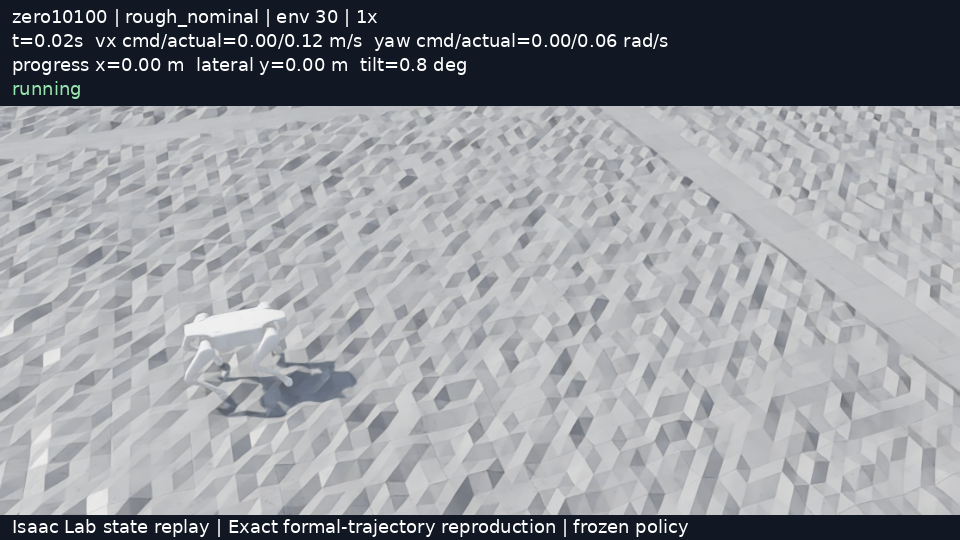 zero10100 | rough_nominal | env 30 | 1x
t=0.02s  vx cmd/actual=0.00/0.12 m/s  yaw cmd/actual=0.00/0.06 rad/s
progress x=0.00 m  lateral y=0.00 m  tilt=0.8 deg
running
Isaac Lab state replay | Exact formal-trajectory reproduction | frozen policy